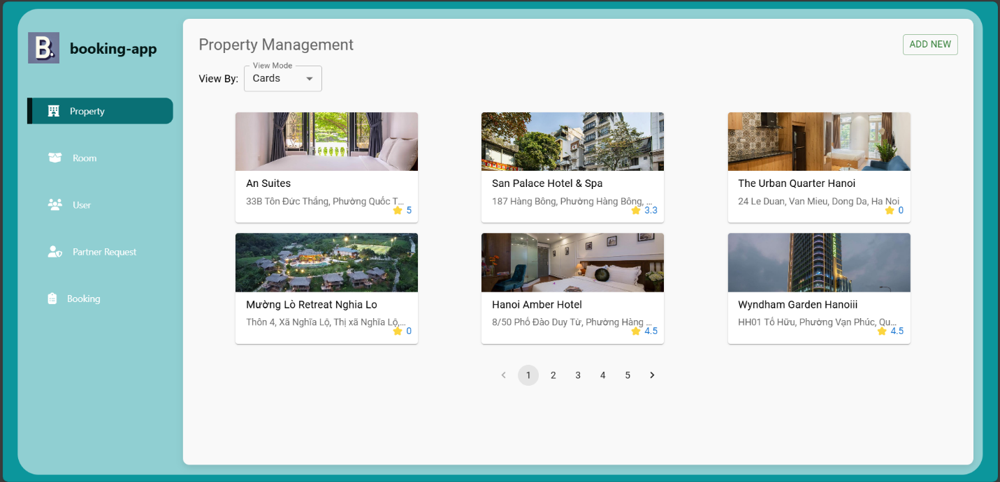 B.
booking-app
Property
Room
User
Partner Request
Booking
Property Management
ADD NEW
View By:
View Mode
Cards
An Suites
33B Tôn Đức Thắng, Phường Quốc T...
5
San Palace Hotel & Spa
187 Hàng Bông, Phường Hàng Bông, ...
3.3
The Urban Quarter Hanoi
24 Le Duan, Van Mieu, Dong Da, Ha Noi
0
Mường Lò Retreat Nghia Lo
Thôn 4, Xã Nghĩa Lộ, Thị xã Nghĩa Lộ,...
0
Hanoi Amber Hotel
8/50 Phố Đào Duy Từ, Phường Hàng ...
4.5
Wyndham Garden Hanoiii
HH01 Tố Hữu, Phường Vạn Phúc, Qu...
4.5
1 2 3 4 5